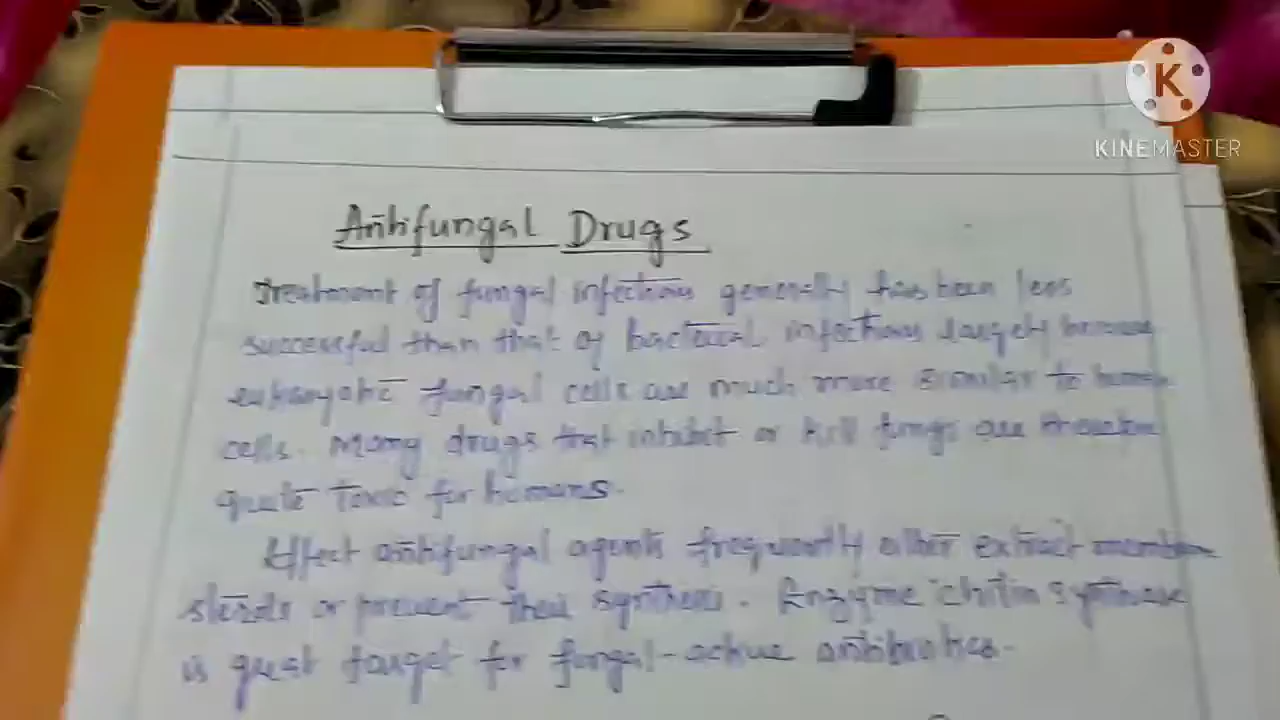 K
KINEMASTER
Antifungal Drugs
Treatment of fungal infections generally has been less
successful than that of bacterial infections largely because
eukaryotic fungal cells are much more similar to human
cells. Many drugs that inhibit or kill fungi are therefore
quite toxic for humans.
Effect antifungal agents frequently either extract membrane
sterols or prevent their synthesis. Enzyme chitin synthase
is great target for fungal-active antibiotics.